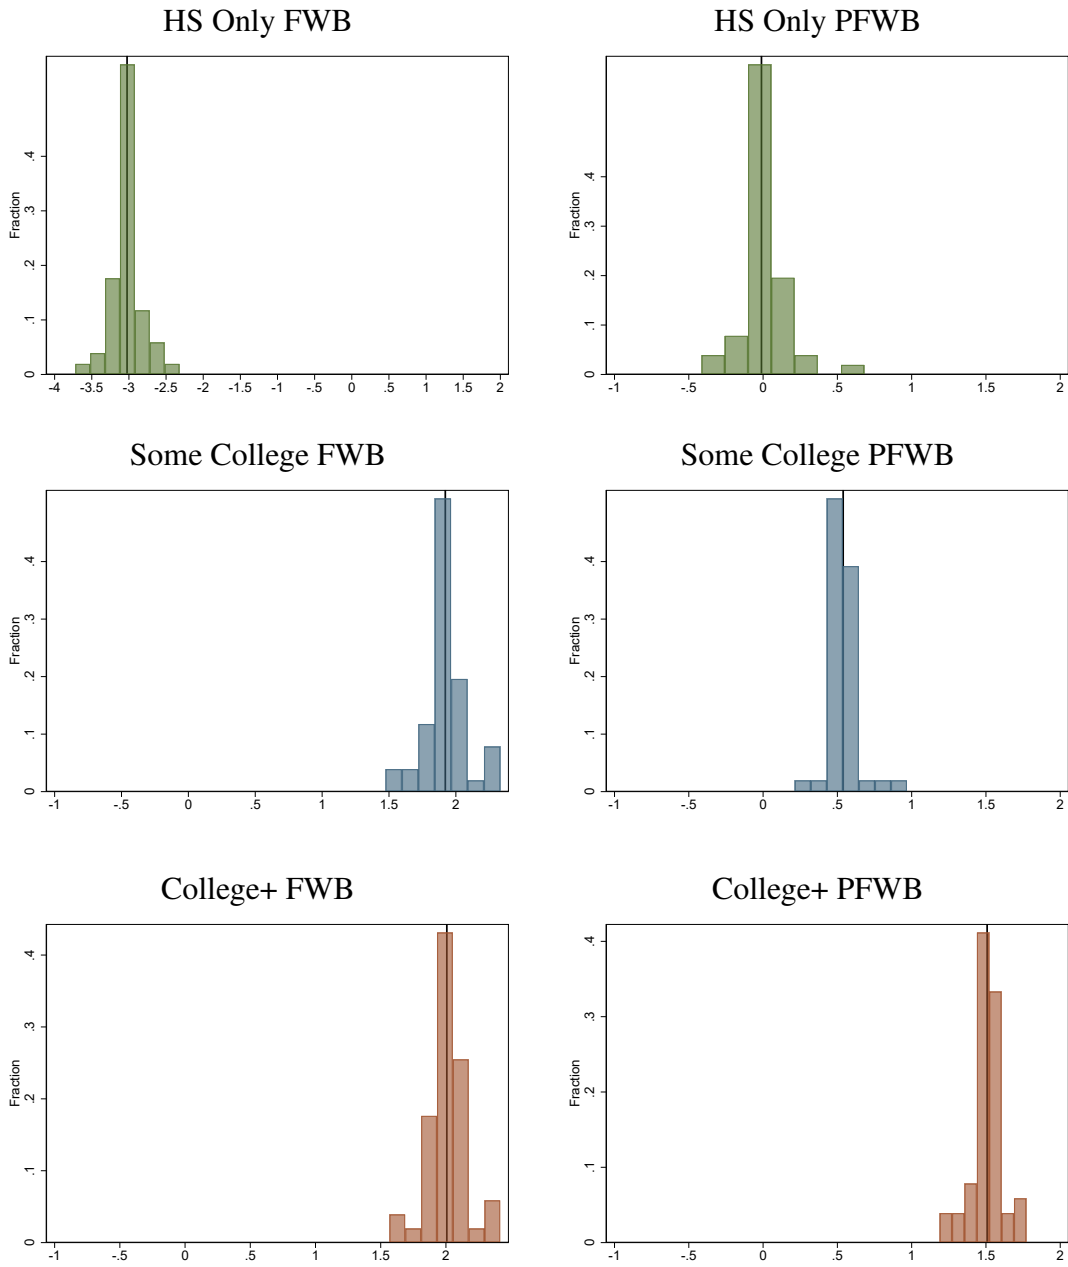 HS Only FWB
HS Only PFWB
Fraction
0 .1 .2 .3 .4
-4 -3.5 -3 -2.5 -2 -1.5 -1 -.5 0 .5 1 1.5 2
Fraction
0 .1 .2 .3 .4
-1 -.5 0 .5 1 1.5 2
Some College FWB
Some College PFWB
Fraction
0 .1 .2 .3 .4
-1 -.5 0 .5 1 1.5 2
Fraction
0 .1 .2 .3 .4
-1 -.5 0 .5 1 1.5 2
College+ FWB
College+ PFWB
Fraction
0 .1 .2 .3 .4
-1 -.5 0 .5 1 1.5 2
Fraction
0 .1 .2 .3 .4
-1 -.5 0 .5 1 1.5 2